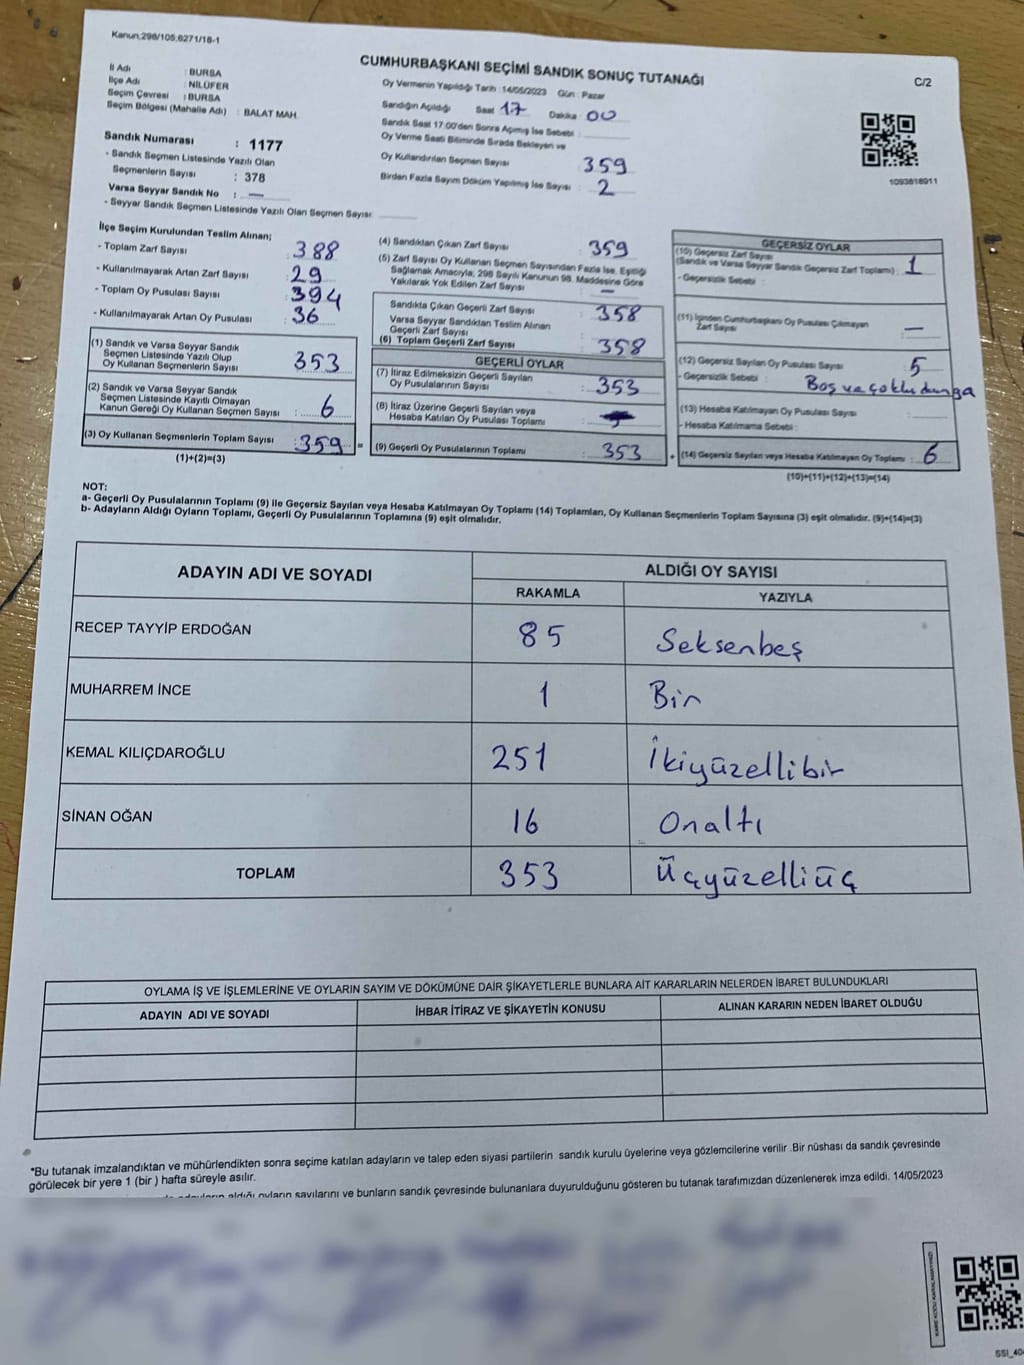 Kanun;298/105,6271/18-1
CUMHURBAŞKANI SEÇİMİ SANDIK SONUÇ TUTANAĞI
C/2
İl Adı : BURSA
İlçe Adı : NİLÜFER
Seçim Çevresi : BURSA
Seçim Bölgesi (Mahalle Adı) : BALAT MAH.
Oy Vermenin Yapıldığı Tarih : 14/05/2023 Gün : Pazar
Sandığın Açıldığı Saat 17 Dakika 00
Sandık Saat 17:00'den Sonra Açımış İse Sebebi :
Oy Verme Saati Bitiminde Sırada Bekleyen ve
Oy Kullandırılan Seçmen Sayısı 359
Birden Fazla Sayım Döküm Yapılmış İse Sayısı : 2
1093818911
Sandık Numarası : 1177
- Sandık Seçmen Listesinde Yazılı Olan
Seçmenlerin Sayısı : 378
Varsa Seyyar Sandık No : —
- Seyyar Sandık Seçmen Listesinde Yazılı Olan Seçmen Sayısı:
İlçe Seçim Kurulundan Teslim Alınan;
- Toplam Zarf Sayısı : 388
- Kullanılmayarak Artan Zarf Sayısı : 29
- Toplam Oy Pusulası Sayısı : 394
- Kullanılmayarak Artan Oy Pusulası : 36
(1) Sandık ve Varsa Seyyar Sandık
Seçmen Listesinde Yazılı Olup
Oy Kullanan Seçmenlerin Sayısı : 353
(2) Sandık ve Varsa Seyyar Sandık
Seçmen Listesinde Kayıtlı Olmayan
Kanun Gereği Oy Kullanan Seçmen Sayısı : 6
(3) Oy Kullanan Seçmenlerin Toplam Sayısı : 359 =
(1)+(2)=(3)
(4) Sandıktan Çıkan Zarf Sayısı : 359
(5) Zarf Sayısı Oy Kullanan Seçmen Sayısından Fazla İse, Eşitliği
Sağlamak Amacıyla, 298 Sayılı Kanunun 98. Maddesine Göre
Yakılarak Yok Edilen Zarf Sayısı : —
Sandıkta Çıkan Geçerli Zarf Sayısı : 358
Varsa Seyyar Sandıktan Teslim Alınan
Geçerli Zarf Sayısı :
(6) Toplam Geçerli Zarf Sayısı : 358
GEÇERLİ OYLAR
(7) İtiraz Edilmeksizin Geçerli Sayılan
Oy Pusulalarının Sayısı : 353
(8) İtiraz Üzerine Geçerli Sayılan veya
Hesaba Katılan Oy Pusulası Toplamı :
(9) Geçerli Oy Pusulalarının Toplamı : 353 +
GEÇERSİZ OYLAR
(10) Geçersiz Zarf Sayısı
(Sandık ve Varsa Seyyar Sandık Geçersiz Zarf Toplamı) : 1
- Geçersizlik Sebebi :
(11) İçinden Cumhurbaşkanı Oy Pusulası Çıkmayan
Zarf Sayısı : —
(12) Geçersiz Sayılan Oy Pusulası Sayısı : 5
- Geçersizlik Sebebi : Boş ve çoklu damga
(13) Hesaba Katılmayan Oy Pusulası Sayısı :
- Hesaba Katılmama Sebebi :
(14) Geçersiz Sayılan veya Hesaba Katılmayan Oy Toplamı : 6
(10)+(11)+(12)+(13)=(14)
NOT:
a- Geçerli Oy Pusulalarının Toplamı (9) ile Geçersiz Sayılan veya Hesaba Katılmayan Oy Toplamı (14) Toplamları, Oy Kullanan Seçmenlerin Toplam Sayısına (3) eşit olmalıdır. (9)+(14)=(3)
b- Adayların Aldığı Oyların Toplamı, Geçerli Oy Pusulalarının Toplamına (9) eşit olmalıdır.
ADAYIN ADI VE SOYADI
ALDIĞI OY SAYISI
RAKAMLA YAZIYLA
RECEP TAYYİP ERDOĞAN 85 Seksenbeş
MUHARREM İNCE 1 Bir
KEMAL KILIÇDAROĞLU 251 İkiyüzellibir
SİNAN OĞAN 16 Onaltı
TOPLAM 353 Üçyüzelliüç
OYLAMA İŞ VE İŞLEMLERİNE VE OYLARIN SAYIM VE DÖKÜMÜNE DAİR ŞİKAYETLERLE BUNLARA AİT KARARLARIN NELERDEN İBARET BULUNDUKLARI
ADAYIN ADI VE SOYADI İHBAR İTİRAZ VE ŞİKAYETİN KONUSU ALINAN KARARIN NEDEN İBARET OLDUĞU
*Bu tutanak imzalandıktan ve mühürlendikten sonra seçime katılan adayların ve talep eden siyasi partilerin sandık kurulu üyelerine veya gözlemcilerine verilir .Bir nüshası da sandık çevresinde
görülecek bir yere 1 (bir ) hafta süreyle asılır.
adayların aldığı oyların sayılarını ve bunların sandık çevresinde bulunanlara duyurulduğunu gösteren bu tutanak tarafımızdan düzenlenerek imza edildi. 14/05/2023